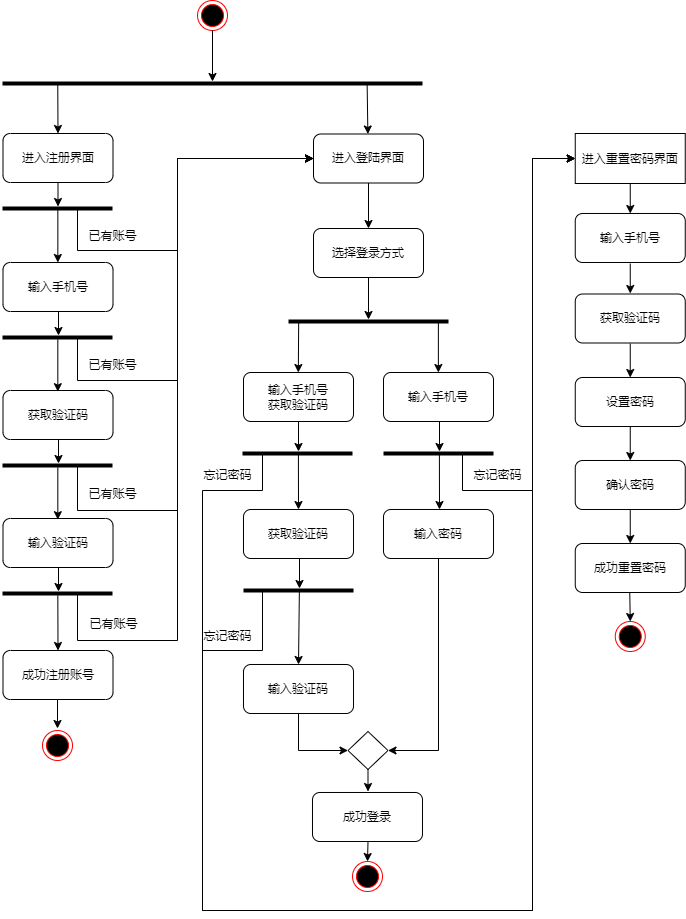 进入注册界面
已有账号
输入手机号
已有账号
获取验证码
已有账号
输入验证码
已有账号
成功注册账号
进入登陆界面
选择登录方式
输入手机号
获取验证码
忘记密码
获取验证码
忘记密码
输入验证码
输入手机号
忘记密码
输入密码
成功登录
进入重置密码界面
输入手机号
获取验证码
设置密码
确认密码
成功重置密码